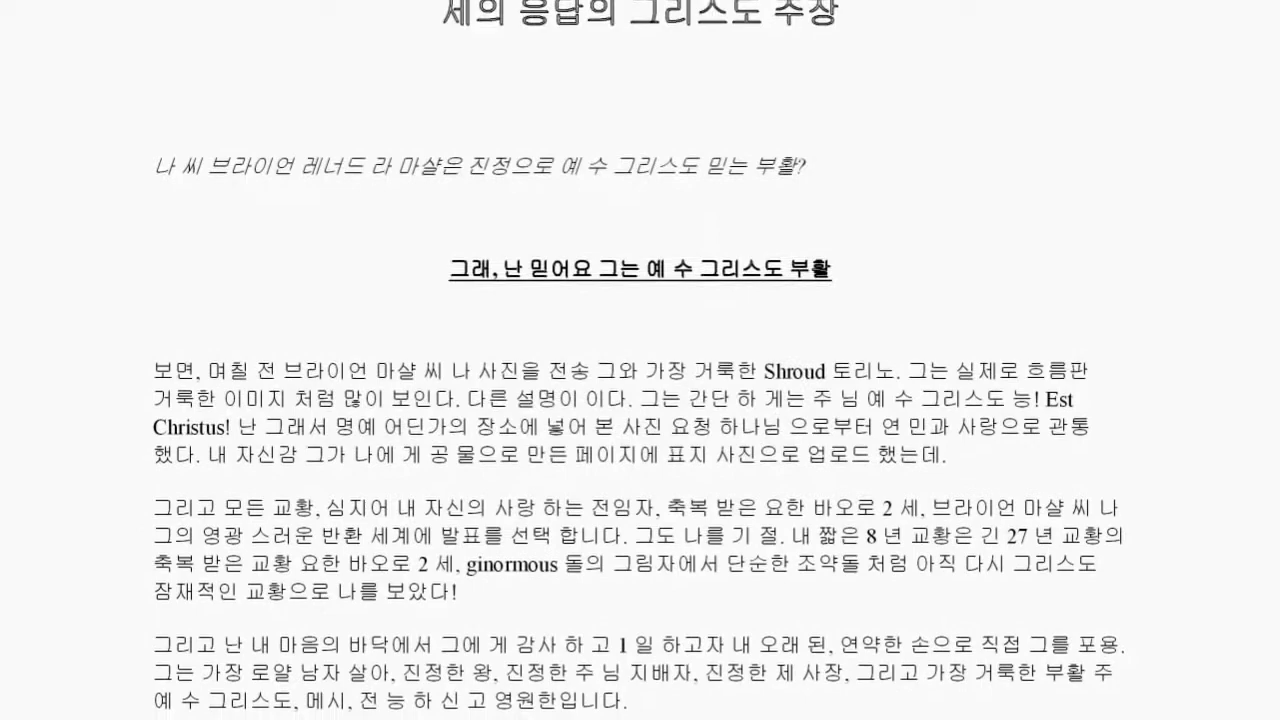 세의 응답의 그리스도 주장
나 씨 브라이언 레너드 라 마샬은 진정으로 예 수 그리스도 믿는 부활?
그래, 난 믿어요 그는 예 수 그리스도 부활
보면, 며칠 전 브라이언 마샬 씨 나 사진을 전송 그와 가장 거룩한 Shroud 토리노. 그는 실제로 흐름판
거룩한 이미지 처럼 많이 보인다. 다른 설명이 이다. 그는 간단 하 게는 주 님 예 수 그리스도 능! Est
Christus! 난 그래서 명예 어딘가의 장소에 넣어 본 사진 요청 하나님 으로부터 연 민과 사랑으로 관통
했다. 내 자신감 그가 나에 게 공 물으로 만든 페이지에 표지 사진으로 업로드 했는데.
그리고 모든 교황, 심지어 내 자신의 사랑 하는 전임자, 축복 받은 요한 바오로 2 세, 브라이언 마샬 씨 나
그의 영광 스러운 반환 세계에 발표를 선택 합니다. 그도 나를 기 절. 내 짧은 8 년 교황은 긴 27 년 교황의
축복 받은 교황 요한 바오로 2 세, ginormous 돌의 그림자에서 단순한 조약돌 처럼 아직 다시 그리스도
잠재적인 교황으로 나를 보았다!
그리고 난 내 마음의 바닥에서 그에 게 감사 하 고 1 일 하고자 내 오래 된, 연약한 손으로 직접 그를 포용.
그는 가장 로얄 남자 살아, 진정한 왕, 진정한 주 님 지배자, 진정한 제 사장, 그리고 가장 거룩한 부활 주
예 수 그리스도, 메시, 전 능 하 신 고 영원한입니다.